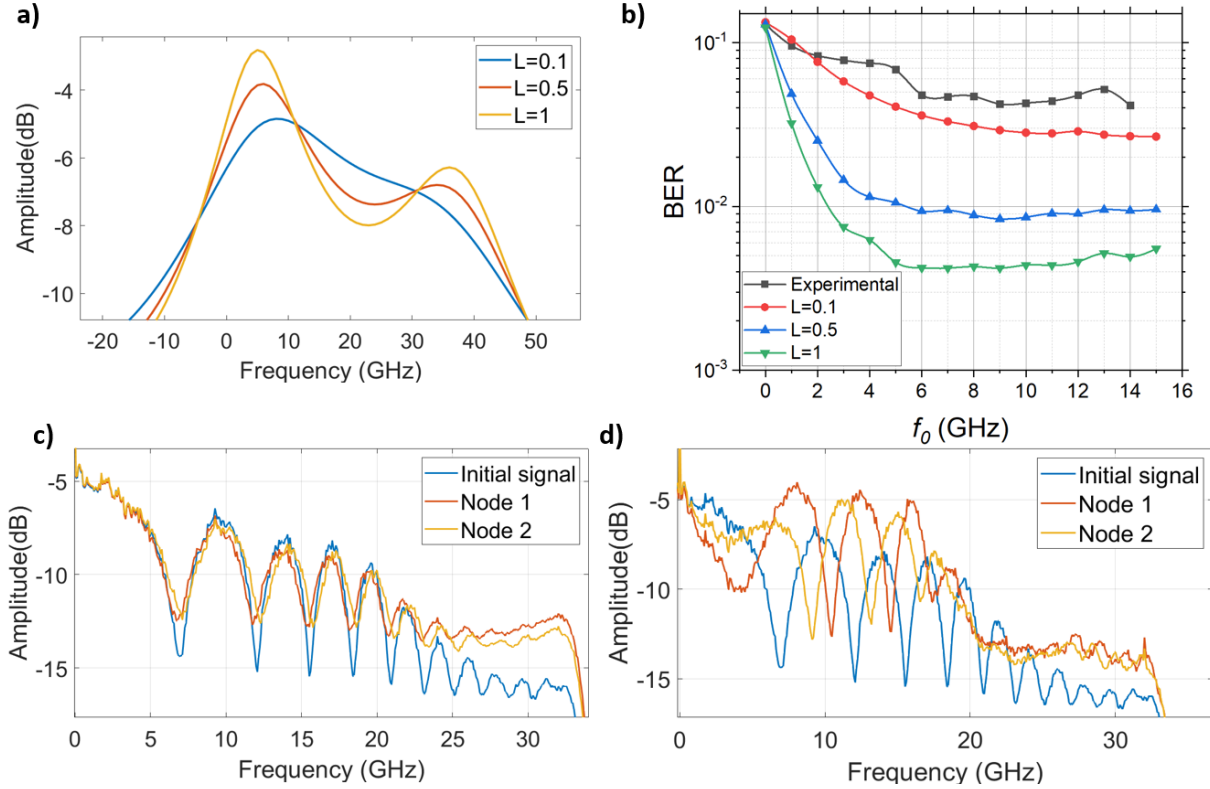 a)
L=0.1
L=0.5
L=1
Amplitude(dB)
-4
-6
-8
-10
-20 -10 0 10 20 30 40 50
Frequency (GHz)
b)
BER
10-1
10-2
10-3
Experimental
L=0.1
L=0.5
L=1
0 2 4 6 8 10 12 14 16
f0 (GHz)
c)
Initial signal
Node 1
Node 2
Amplitude(dB)
-5
-10
-15
0 5 10 15 20 25 30
Frequency (GHz)
d)
Initial signal
Node 1
Node 2
Amplitude(dB)
-5
-10
-15
0 10 20 30
Frequency (GHz)